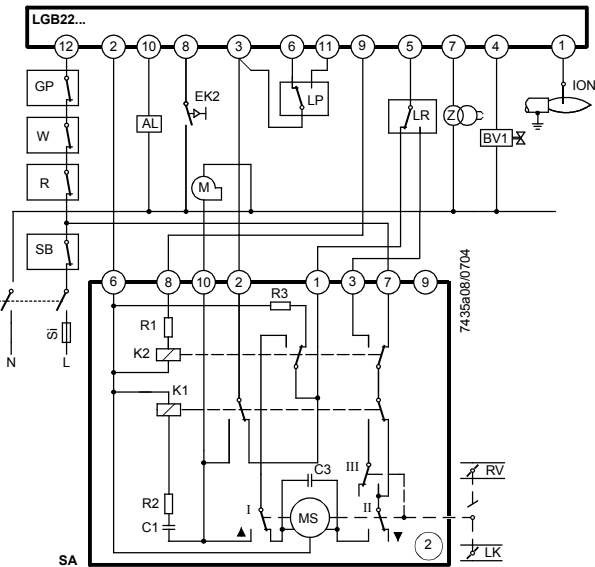 LGB22...
12 2 10 8 3 6 11 9 5 7 4 1
GP
EK2
LP
ION
W
AL
LR
Z
BV1
R
M
SB
6 8 10 2 1 3 7 9
R3
R1
K2
K1
Si
N L
7435a08/0704
C3
III
R2
I
MS
II
RV
C1
2
LK
SA